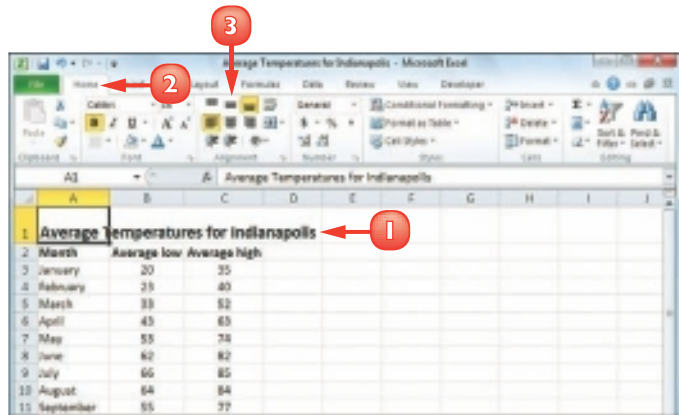 3
Average Temperatures for Indianapolis - Microsoft Excel
File Home 2 Layout Formulas Data Review View Developer
Calibri General Conditional Formatting Insert Σ
B I U A A $ % , Format as Table Delete
Paste A Cell Styles Format Sort & Filter Find & Select
Clipboard Font Alignment Number Styles Cells Editing
A1 Average Temperatures for Indianapolis
A B C D E F G H I J
1 Average Temperatures for Indianapolis 1
2 Month Average low Average high
3 January 20 35
4 February 23 40
5 March 33 52
6 April 43 63
7 May 53 74
8 June 62 82
9 July 66 85
10 August 64 84
11 September 55 77